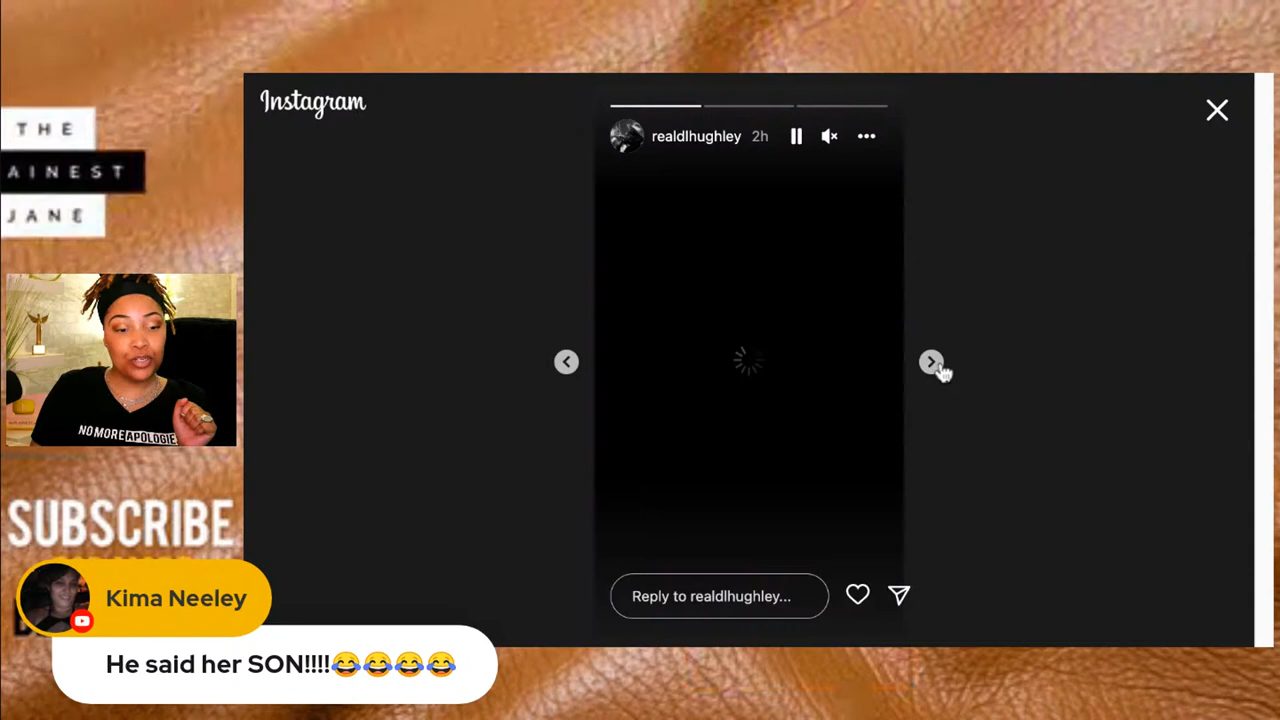 Instagram
realdlhughley 2h
THE
AINEST
JANE
NO MORE APOLOGIE
SUBSCRIBE
Reply to realdlhughley...
Kima Neeley
He said her SON!!!!😂😂😂😂